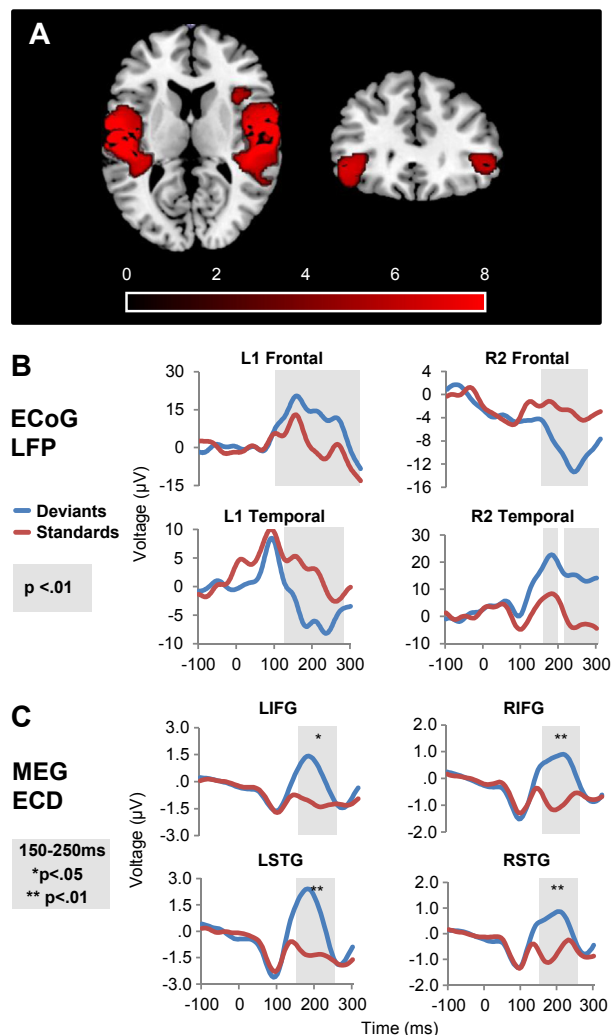 A
0 2 4 6 8
B
ECoG
LFP
Deviants
Standards
p <.01
L1 Frontal
30
15
0
-15
R2 Frontal
4
0
-4
-8
-12
-16
Voltage (µV)
L1 Temporal
10
5
0
-5
-10
-100 0 100 200 300
R2 Temporal
30
20
10
0
-10
-100 0 100 200 300
C
MEG
ECD
150-250ms
*p<.05
** p<.01
LIFG
3.0
1.5
.0
-1.5
-3.0
*
RIFG
2.0
1.0
.0
-1.0
-2.0
**
Voltage (µV)
LSTG
3.0
1.5
.0
-1.5
-3.0
**
-100 0 100 200 300
RSTG
2.0
1.0
.0
-1.0
-2.0
**
-100 0 100 200 300
Time (ms)